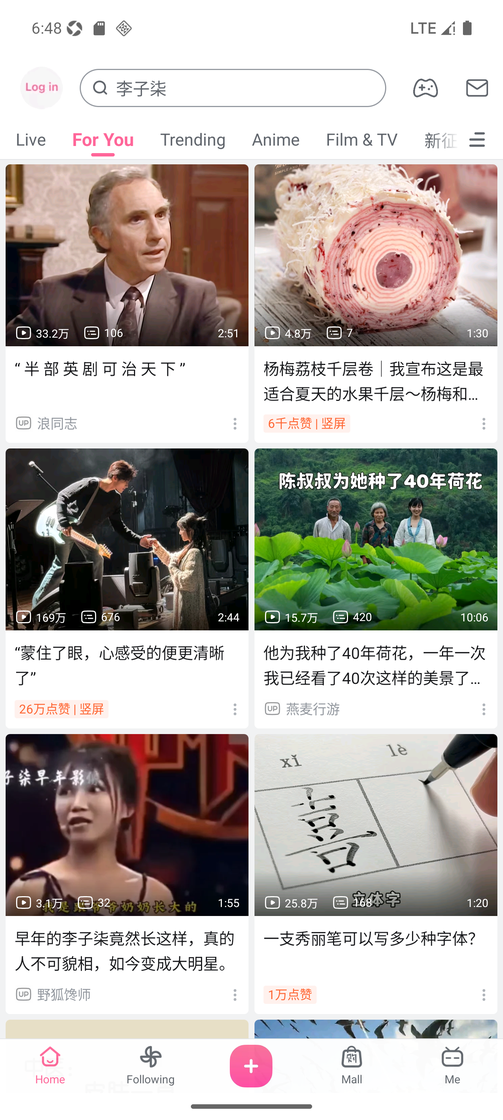 6:48
LTE
Log in
李子柒
Live
For You
Trending
Anime
Film & TV
新征
33.2万
106
2:51
“半部英剧可治天下”
UP 浪同志
4.8万
7
1:30
杨梅荔枝千层卷｜我宣布这是最
适合夏天的水果千层～杨梅和...
6千点赞 | 竖屏
169万
676
2:44
“蒙住了眼，心感受的便更清晰
了”
26万点赞 | 竖屏
陈叔叔为她种了40年荷花
15.7万
420
10:06
他为我种了40年荷花，一年一次
我已经看了40次这样的美景了...
UP 燕麦行游
子柒早年影像
3.1万
32
1:55
我是跟爷爷奶奶长大的
早年的李子柒竟然长这样，真的
人不可貌相，如今变成大明星。
UP 野狐馋师
xǐ
lè
25.8万
168
1:20
一支秀丽笔可以写多少种字体？
1万点赞
Home
Following
Mall
Me